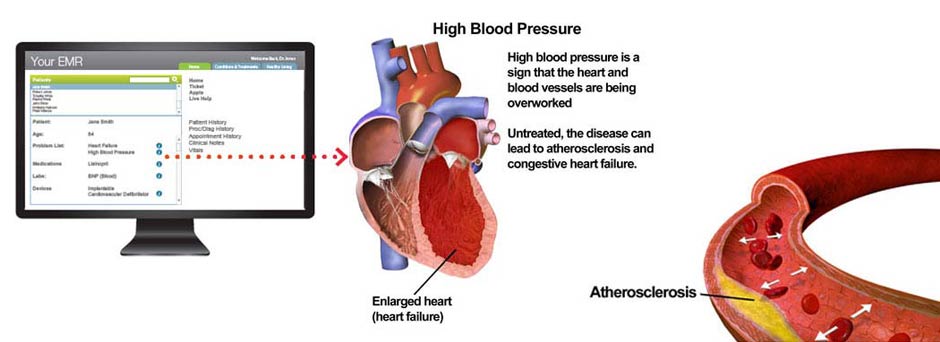 Your EMR
Welcome Back, Dr. Jones
Home
Conditions & Treatments
Healthy Living
Patients
Jane Smith
Home
Ticket
Apple
Live Help
Patient: Jane Smith
Age: 64
Problem List: Heart Failure
High Blood Pressure
Medications Lisinopril
Labs: BNP (Blood)
Devices Implantable
Cardiovascular Defibrillator
Patient History
Proc/Diag History
Appointment History
Clinical Notes
Vitals
High Blood Pressure
High blood pressure is a
sign that the heart and
blood vessels are being
overworked
Untreated, the disease can
lead to atherosclerosis and
congestive heart failure.
Enlarged heart
(heart failure)
Atherosclerosis